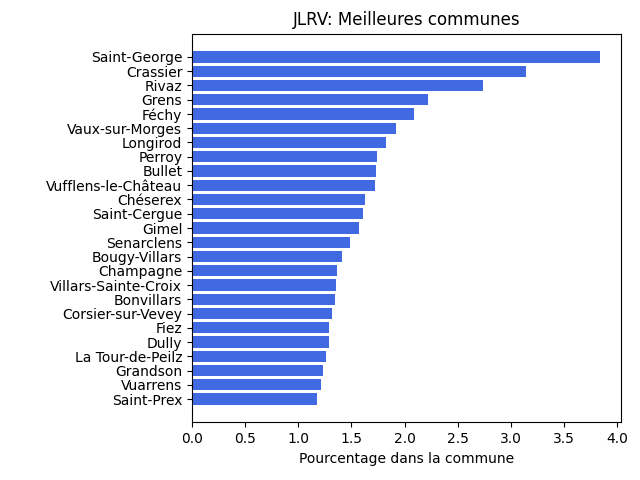 JLRV: Meilleures communes
Saint-George
Crassier
Rivaz
Grens
Féchy
Vaux-sur-Morges
Longirod
Perroy
Bullet
Vufflens-le-Château
Chéserex
Saint-Cergue
Gimel
Senarclens
Bougy-Villars
Champagne
Villars-Sainte-Croix
Bonvillars
Corsier-sur-Vevey
Fiez
Dully
La Tour-de-Peilz
Grandson
Vuarrens
Saint-Prex
0.0 0.5 1.0 1.5 2.0 2.5 3.0 3.5 4.0
Pourcentage dans la commune